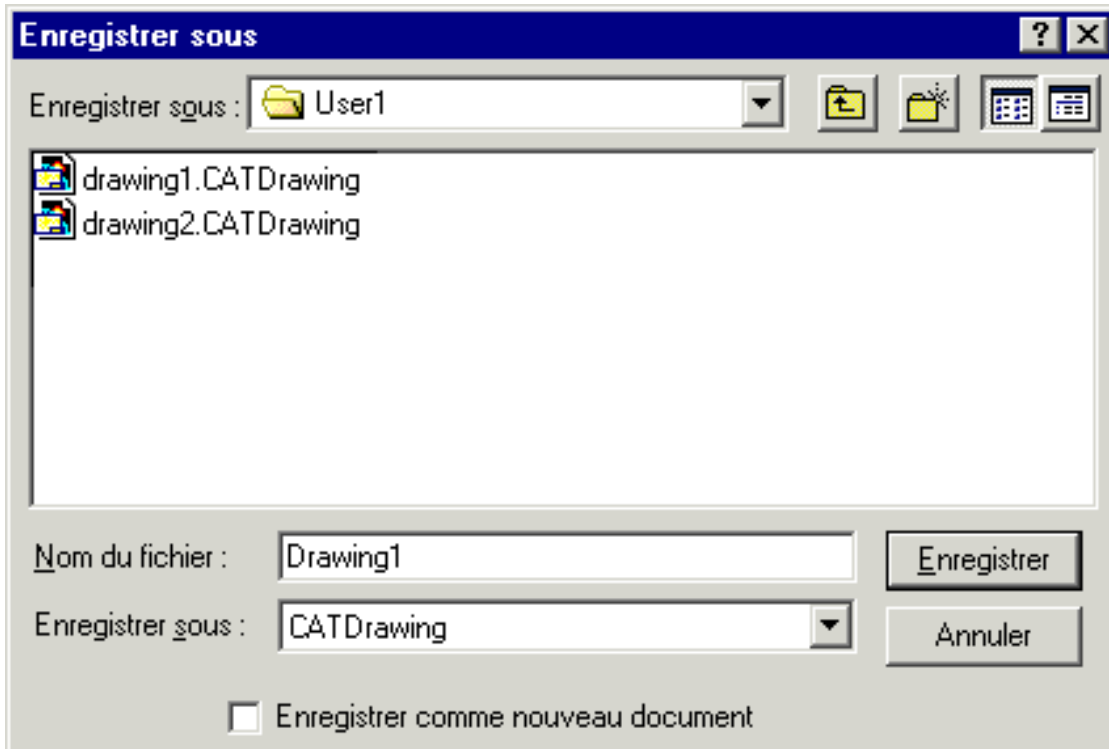 Enregistrer sous
Enregistrer sous : User1
drawing1.CATDrawing
drawing2.CATDrawing
Nom du fichier : Drawing1 Enregistrer
Enregistrer sous : CATDrawing Annuler
Enregistrer comme nouveau document